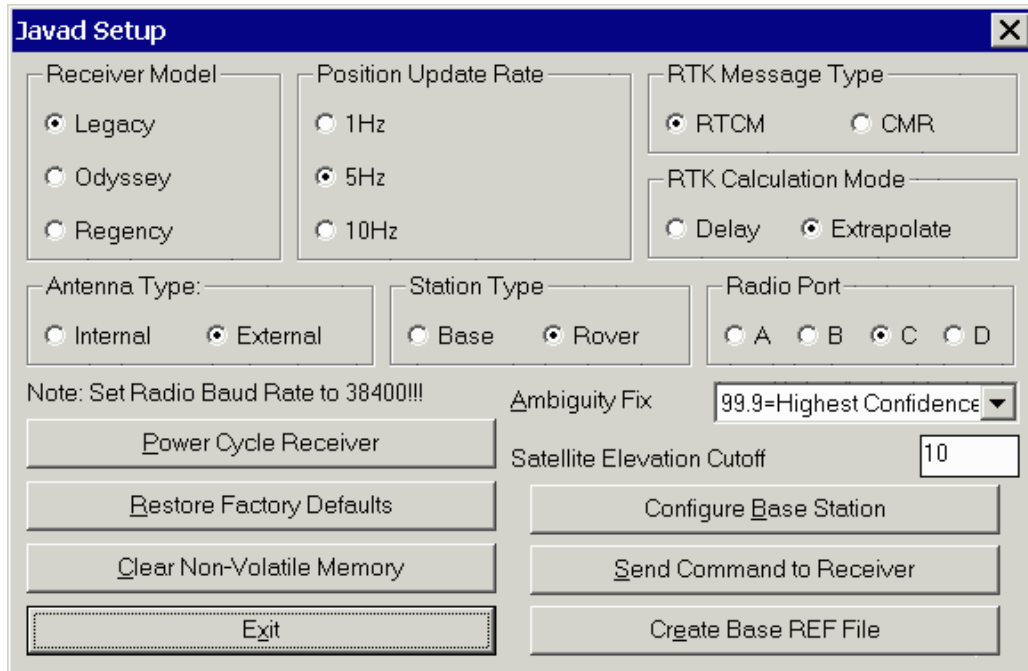 Javad Setup
Receiver Model
Legacy
Odyssey
Regency
Position Update Rate
1Hz
5Hz
10Hz
RTK Message Type
RTCM
CMR
RTK Calculation Mode
Delay
Extrapolate
Antenna Type:
Internal
External
Station Type
Base
Rover
Radio Port
A
B
C
D
Note: Set Radio Baud Rate to 38400!!!
Ambiguity Fix
99.9=Highest Confidence
Satellite Elevation Cutoff
10
Power Cycle Receiver
Restore Factory Defaults
Clear Non-Volatile Memory
Exit
Configure Base Station
Send Command to Receiver
Create Base REF File